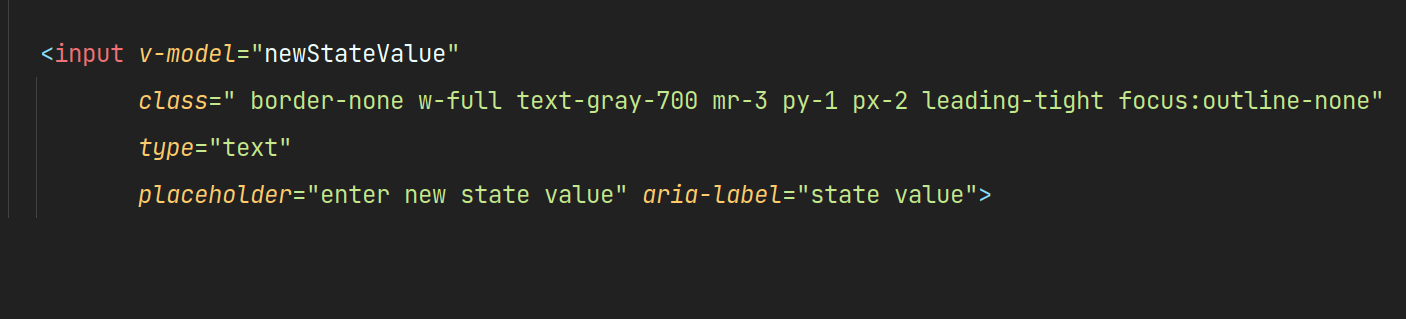 <input v-model="newStateValue"
class=" border-none w-full text-gray-700 mr-3 py-1 px-2 leading-tight focus:outline-none"
type="text"
placeholder="enter new state value" aria-label="state value">